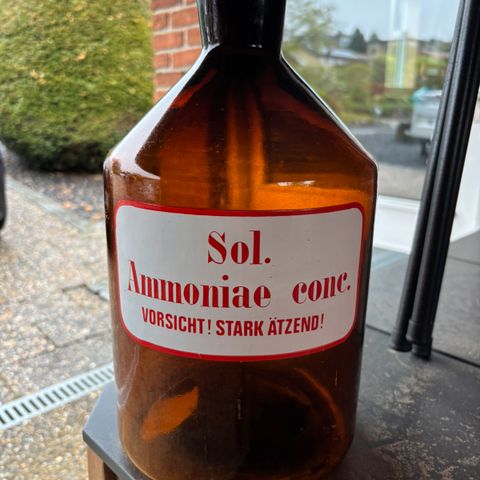 Sol.
Ammoniae conc.
VORSICHT! STARK ÄTZEND!